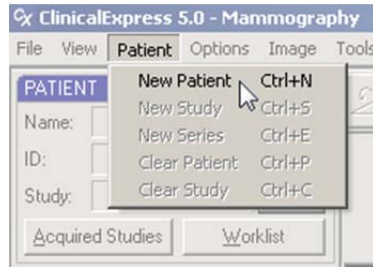 ClinicalExpress 5.0 - Mammography
File View Patient Options Image Tools
PATIENT
New Patient Ctrl+N
New Study Ctrl+S
Name:
New Series Ctrl+E
ID:
Clear Patient Ctrl+P
Study:
Clear Study Ctrl+C
Acquired Studies Worklist